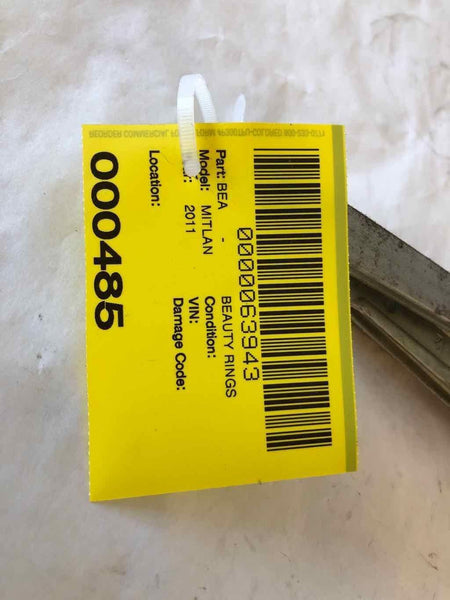 0000063943
Part: BEA - BEAUTY RINGS
Model: MITLAN Condition:
2011 VIN:
Damage Code:
Location:
000485